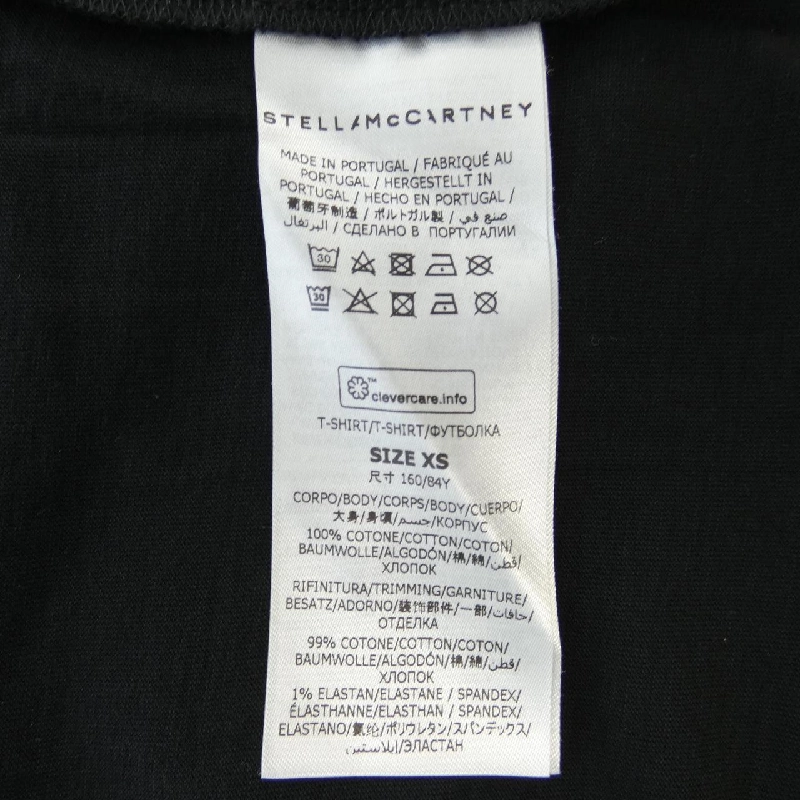 STELLA McCARTNEY
MADE IN PORTUGAL / FABRIQUÉ AU
PORTUGAL / HERGESTELLT IN
PORTUGAL / HECHO EN PORTUGAL /
葡萄牙制造 / ポルトガル製 / صنع في
البرتغال / СДЕЛАНО В ПОРТУГАЛИИ
30
30
clevercare.info™
T-SHIRT/T-SHIRT/ФУТБОЛКА
SIZE XS
尺寸 160/84Y
CORPO/BODY/CORPS/BODY/CUERPO/
大身/身頃/جسم/КОРПУС
100% COTONE/COTTON/COTON/
BAUMWOLLE/ALGODÓN/棉/綿/قطن/
ХЛОПОК
RIFINITURA/TRIMMING/GARNITURE/
BESATZ/ADORNO/装饰部件/一部/حافات/
ОТДЕЛКА
99% COTONE/COTTON/COTON/
BAUMWOLLE/ALGODÓN/棉/綿/قطن/
ХЛОПОК
1% ELASTAN/ELASTANE / SPANDEX/
ÉLASTHANNE/ELASTHAN / SPANDEX/
ELASTANO/氨纶/ポリウレタン/スパンデックス/
إيلاستين/ЭЛАСТАН